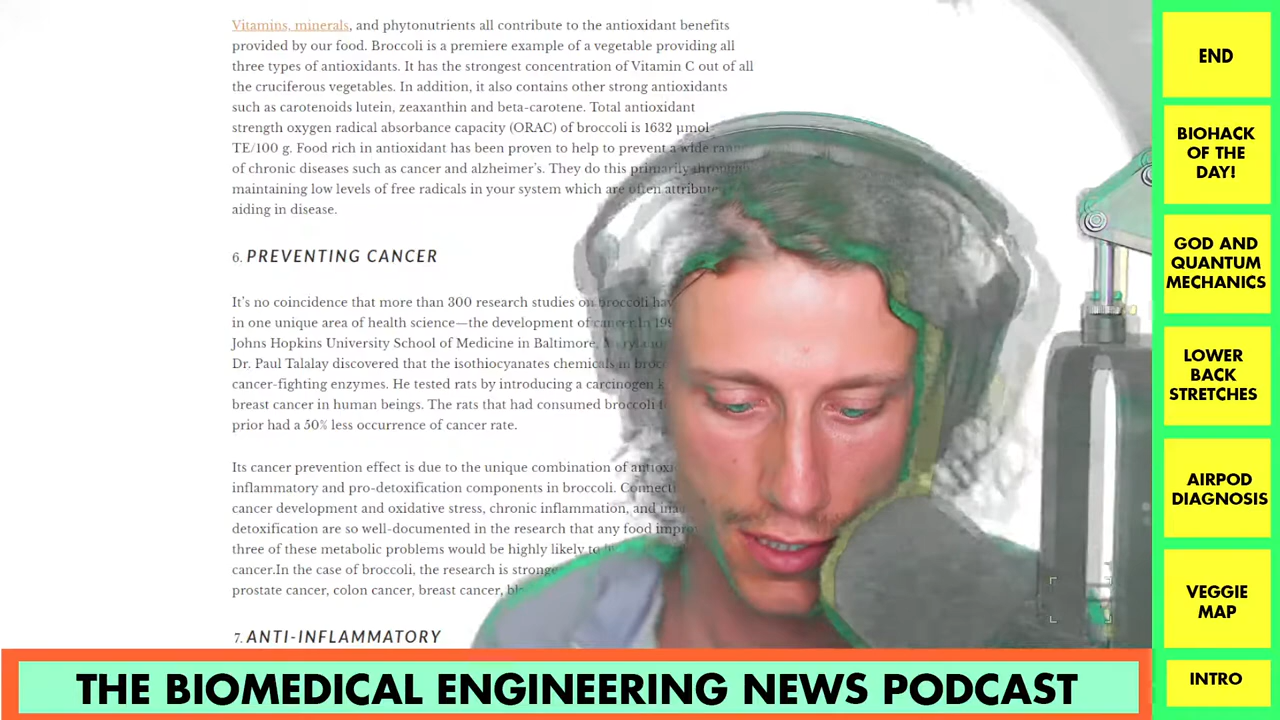 Vitamins, minerals, and phytonutrients all contribute to the antioxidant benefits
provided by our food. Broccoli is a premiere example of a vegetable providing all
three types of antioxidants. It has the strongest concentration of Vitamin C out of all
the cruciferous vegetables. In addition, it also contains other strong antioxidants
such as carotenoids lutein, zeaxanthin and beta-carotene. Total antioxidant
strength oxygen radical absorbance capacity (ORAC) of broccoli is 1632 μmol
TE/100 g. Food rich in antioxidant has been proven to help to prevent a wide range
of chronic diseases such as cancer and alzheimer's. They do this primarily through
maintaining low levels of free radicals in your system which are often
aiding in disease.
6. PREVENTING CANCER
It's no coincidence that more than 300 research studies on broccoli
in one unique area of health science—the development of cancer. In
Johns Hopkins University School of Medicine in Baltimore,
Dr. Paul Talalay discovered that the isothiocyanates chemicals in
cancer-fighting enzymes. He tested rats by introducing a carcinogen
breast cancer in human beings. The rats that had consumed broccoli
prior had a 50% less occurrence of cancer rate.
Its cancer prevention effect is due to the unique combination of
inflammatory and pro-detoxification components in broccoli.
cancer development and oxidative stress, chronic inflammation, and
detoxification are so well-documented in the research that any food
three of these metabolic problems would be highly likely to
cancer.In the case of broccoli, the research is
prostate cancer, colon cancer, breast cancer,
7. ANTI-INFLAMMATORY
THE BIOMEDICAL ENGINEERING NEWS PODCAST
END
BIOHACK
OF THE
DAY!
GOD AND
QUANTUM
MECHANICS
LOWER
BACK
STRETCHES
AIRPOD
DIAGNOSIS
VEGGIE
MAP
INTRO